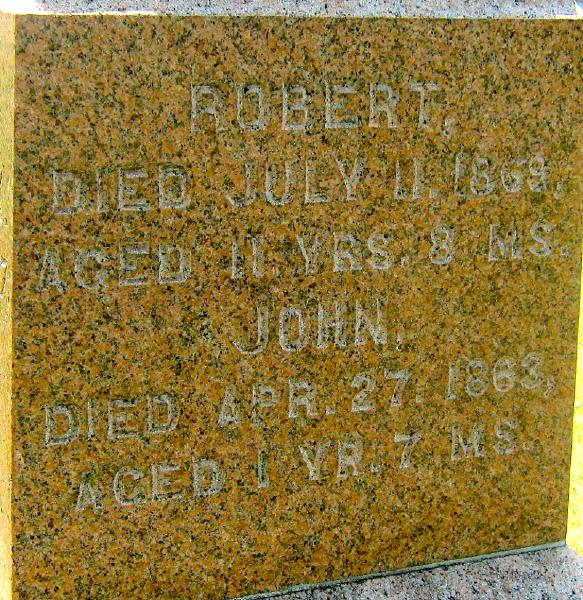 ROBERT,
DIED JULY 11, 1869,
AGED 11 YRS. 8 MS.
JOHN,
DIED APR. 27, 1863,
AGED 1 YR. 7 MS.